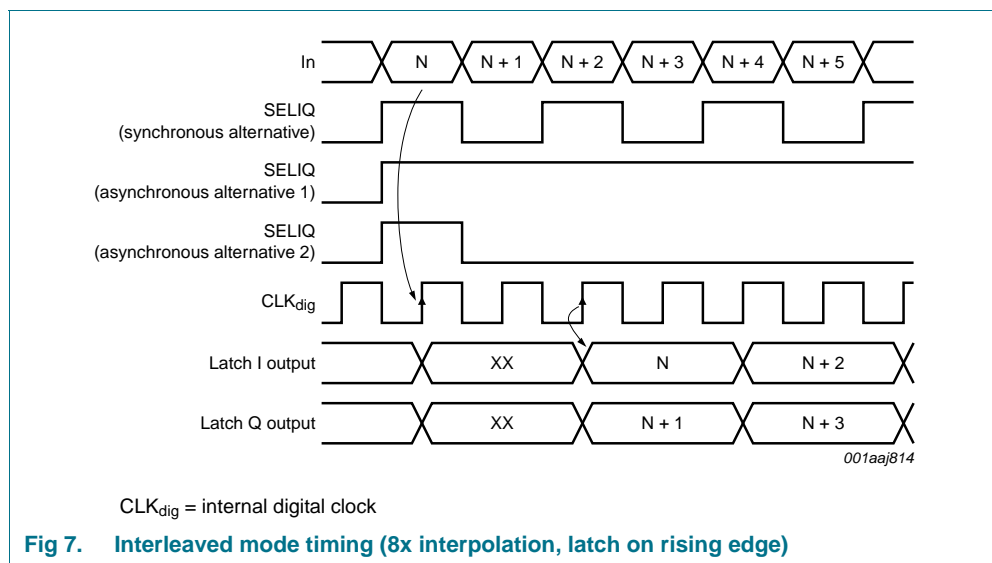 In N N + 1 N + 2 N + 3 N + 4 N + 5
SELIQ
(synchronous alternative)
SELIQ
(asynchronous alternative 1)
SELIQ
(asynchronous alternative 2)
CLKdig
Latch I output XX N N + 2
Latch Q output XX N + 1 N + 3
001aaj814
CLKdig = internal digital clock
Fig 7. Interleaved mode timing (8x interpolation, latch on rising edge)